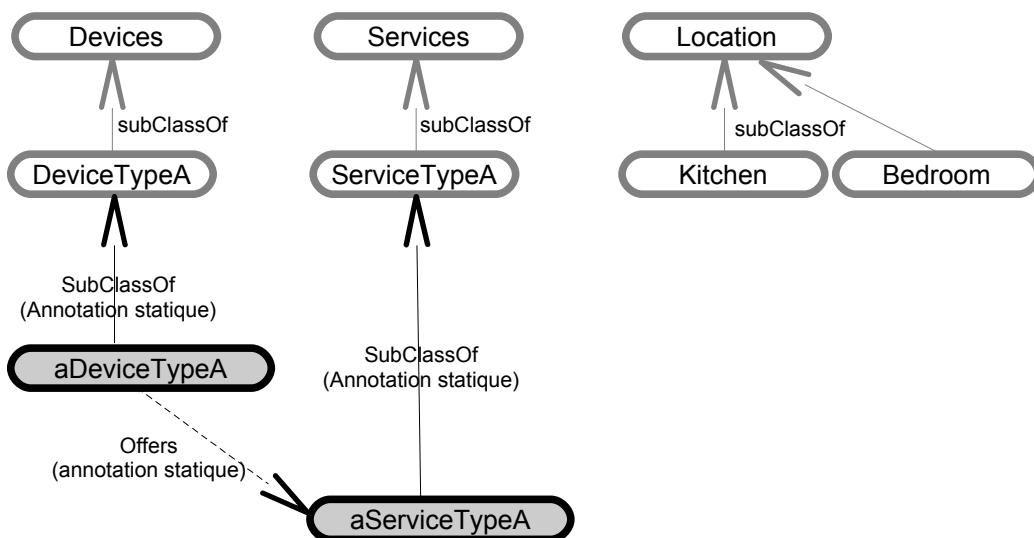 Devices
Services
Location
subClassOf
subClassOf
subClassOf
DeviceTypeA
ServiceTypeA
Kitchen
Bedroom
SubClassOf
(Annotation statique)
aDeviceTypeA
SubClassOf
(Annotation statique)
Offers
(annotation statique)
aServiceTypeA